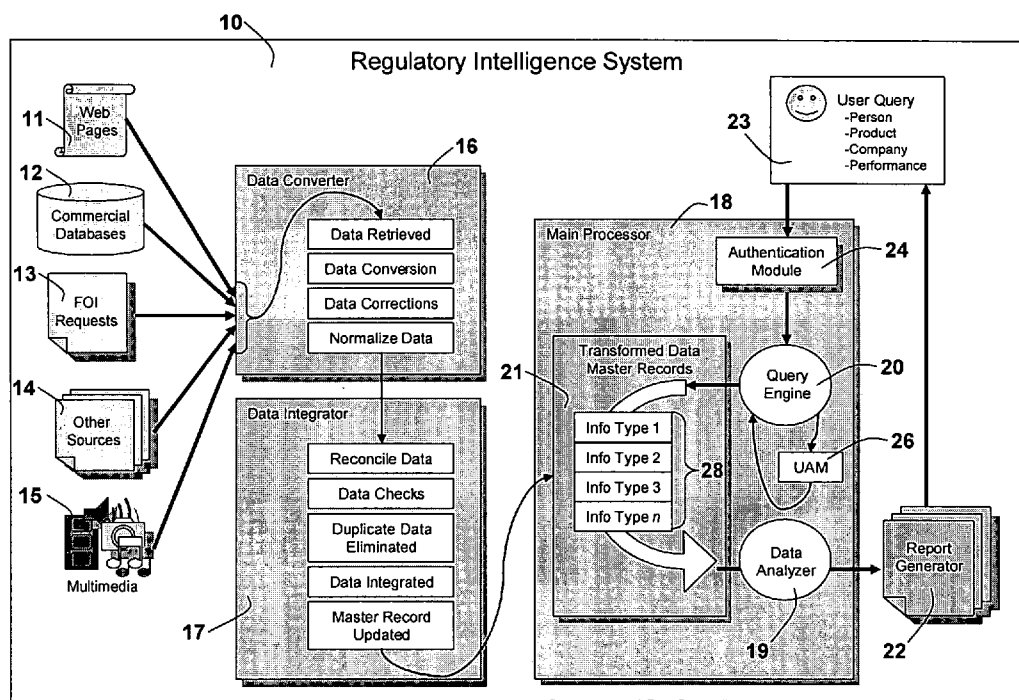 10
Regulatory Intelligence System
11
Web
Pages
12
Commercial
Databases
13
FOI
Requests
14
Other
Sources
15
Multimedia
16
Data Converter
Data Retrieved
Data Conversion
Data Corrections
Normalize Data
17
Data Integrator
Reconcile Data
Data Checks
Duplicate Data
Eliminated
Data Integrated
Master Record
Updated
18
Main Processor
23
User Query
-Person
-Product
-Company
-Performance
Authentication
Module
24
Query
Engine
20
UAM
26
21
Transformed Data
Master Records
Info Type 1
Info Type 2
Info Type 3
Info Type n
28
Data
Analyzer
19
Report
Generator
22